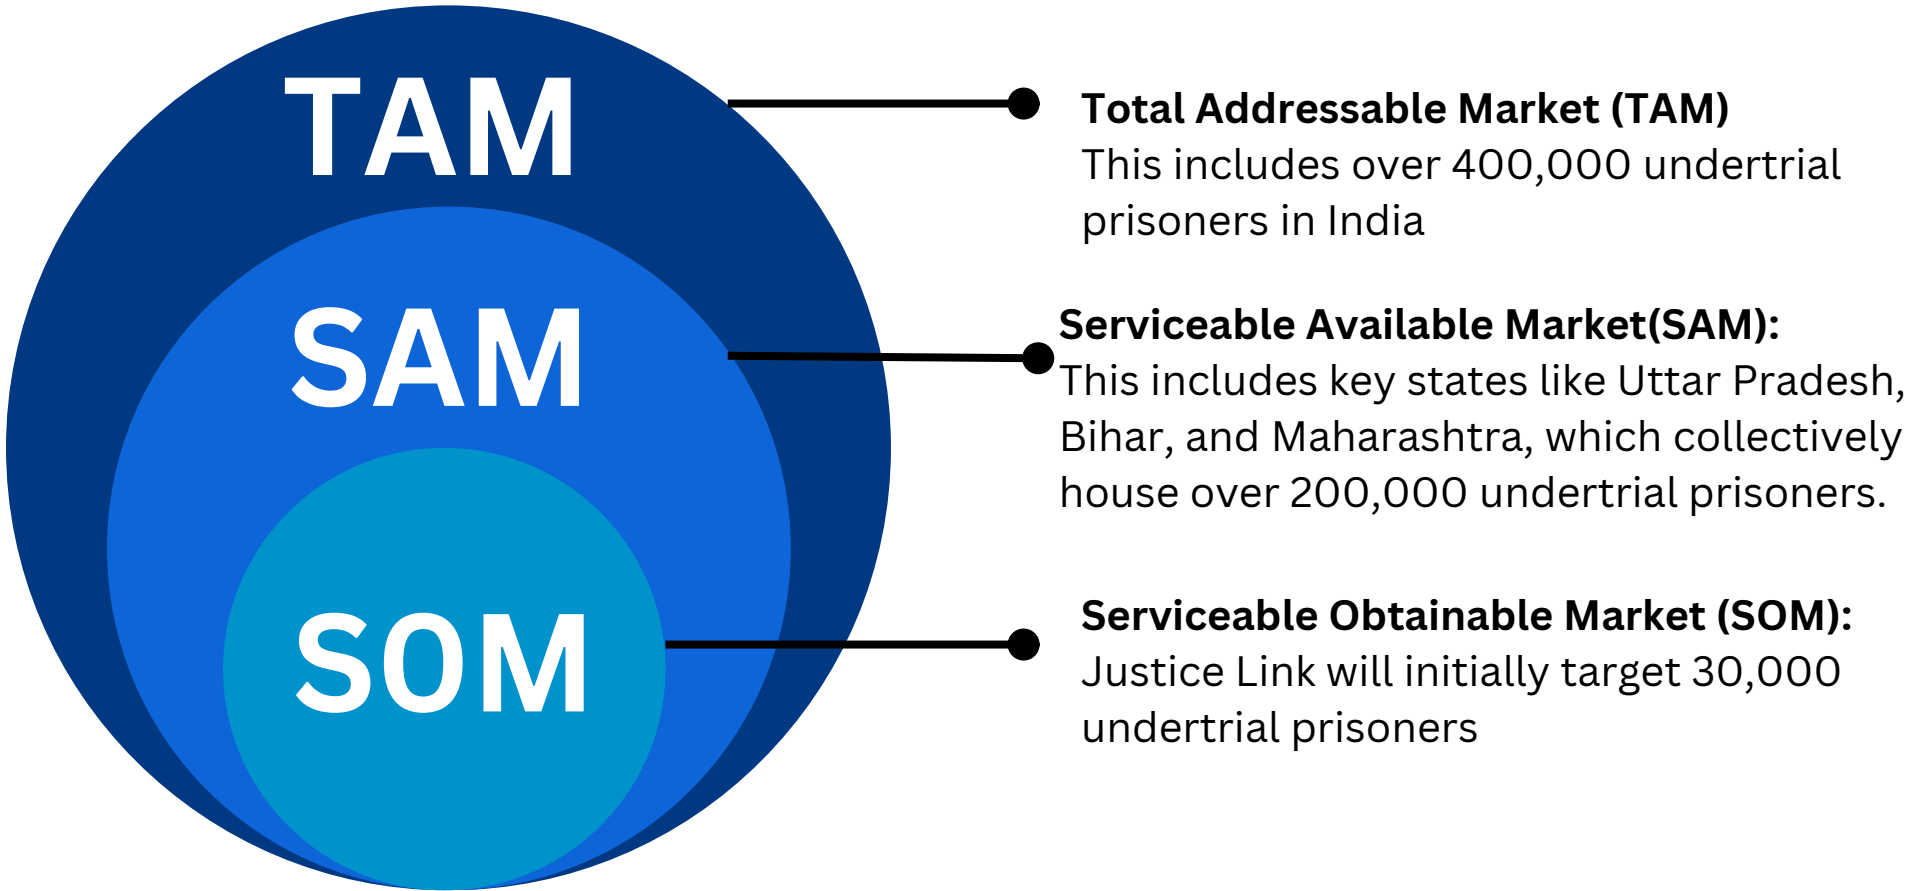 TAM
Total Addressable Market (TAM)
This includes over 400,000 undertrial
prisoners in India
SAM
Serviceable Available Market(SAM):
This includes key states like Uttar Pradesh,
Bihar, and Maharashtra, which collectively
house over 200,000 undertrial prisoners.
SOM
Serviceable Obtainable Market (SOM):
Justice Link will initially target 30,000
undertrial prisoners